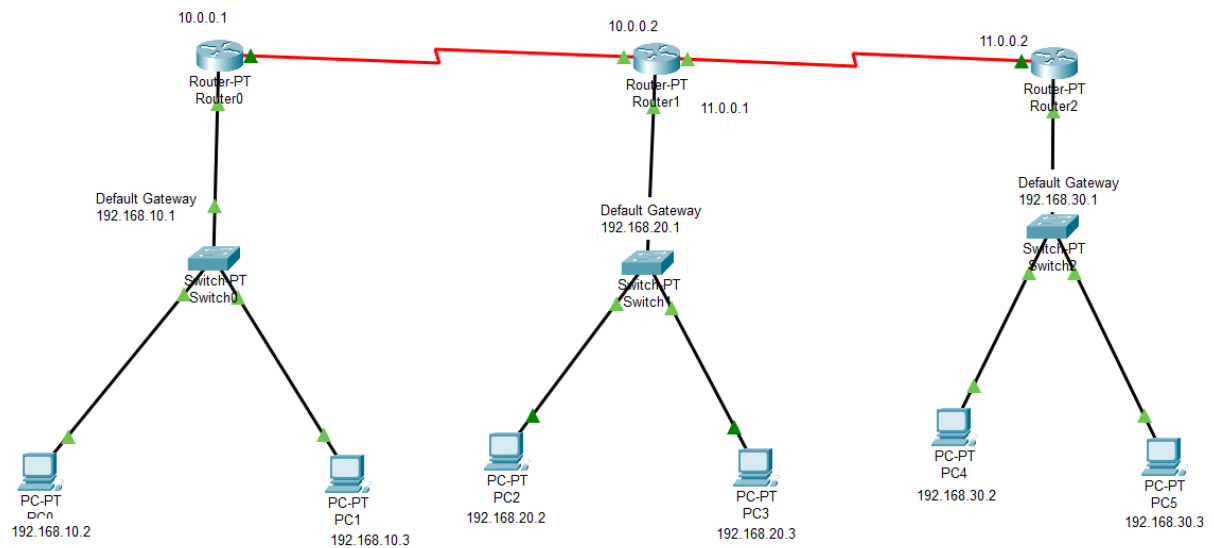 10.0.0.1
10.0.0.2
11.0.0.2
Router-PT
Router0
Router-PT
Router1
Router-PT
Router2
11.0.0.1
Default Gateway
192.168.10.1
Default Gateway
192.168.20.1
Default Gateway
192.168.30.1
Switch-PT
Switch0
Switch-PT
Switch1
Switch-PT
Switch2
PC-PT
PC0
192.168.10.2
PC-PT
PC1
192.168.10.3
PC-PT
PC2
192.168.20.2
PC-PT
PC3
192.168.20.3
PC-PT
PC4
192.168.30.2
PC-PT
PC5
192.168.30.3